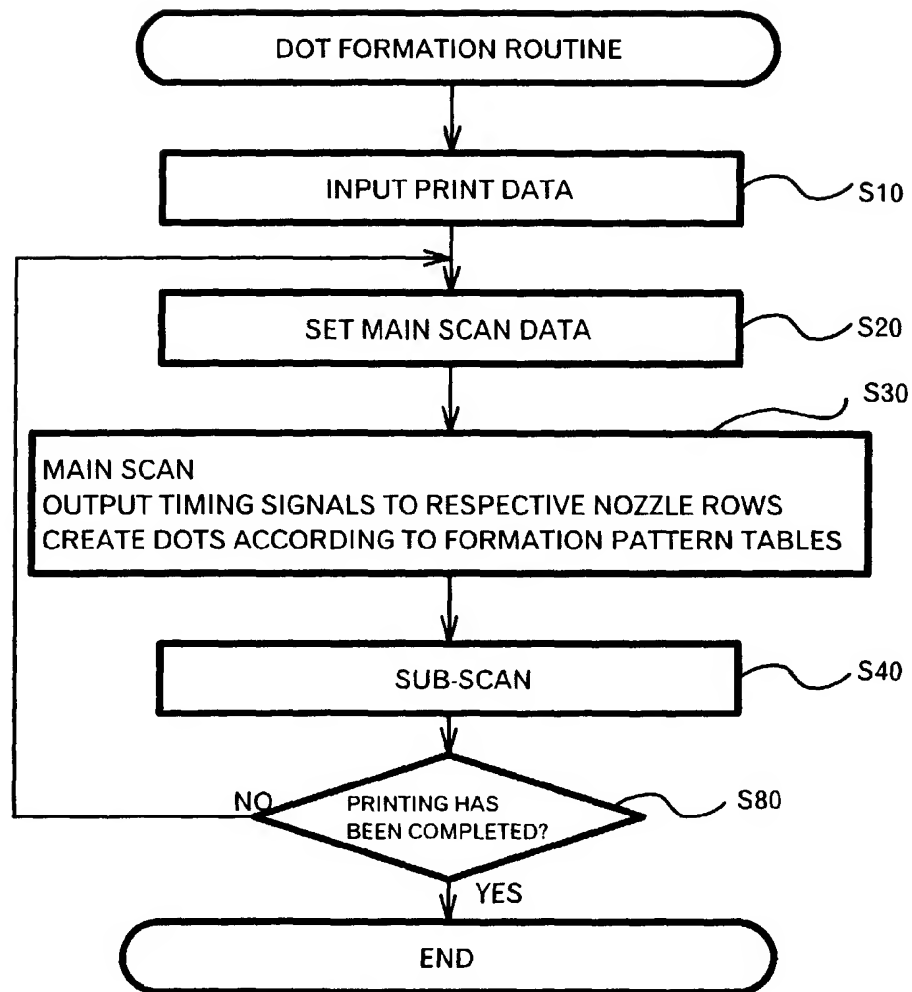 DOT FORMATION ROUTINE
INPUT PRINT DATA
S10
SET MAIN SCAN DATA
S20
S30
MAIN SCAN
OUTPUT TIMING SIGNALS TO RESPECTIVE NOZZLE ROWS
CREATE DOTS ACCORDING TO FORMATION PATTERN TABLES
SUB-SCAN
S40
NO
PRINTING HAS
BEEN COMPLETED?
S80
YES
END